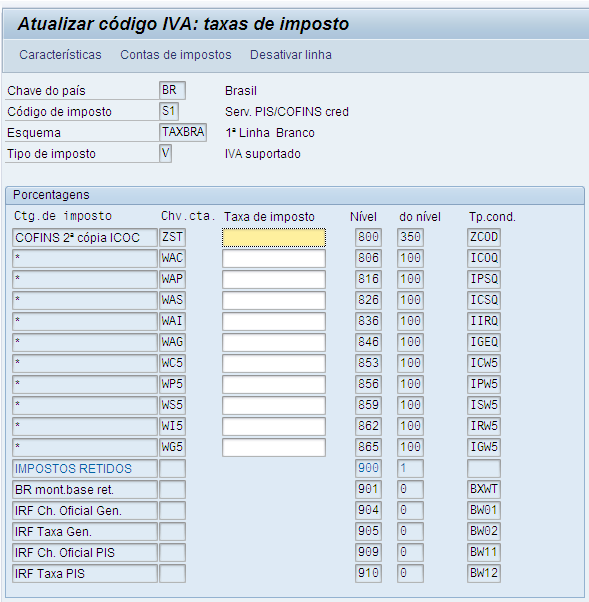 Atualizar código IVA: taxas de imposto
Características Contas de impostos Desativar linha
Chave do país BR Brasil
Código de imposto S1 Serv. PIS/COFINS cred
Esquema TAXBRA 1ª Linha Branco
Tipo de imposto V IVA suportado
Porcentagens
Ctg.de imposto Chv.cta. Taxa de imposto Nível do nível Tp.cond.
COFINS 2ª cópia ICOC ZST 800 350 ZCOD
* WAC 806 100 ICOQ
* WAP 816 100 IPSQ
* WAS 826 100 ICSQ
* WAI 836 100 IIRQ
* WAG 846 100 IGEQ
* WC5 853 100 ICW5
* WP5 856 100 IPW5
* WS5 859 100 ISW5
* WI5 862 100 IRW5
* WG5 865 100 IGW5
IMPOSTOS RETIDOS 900 1
BR mont.base ret. 901 0 BXWT
IRF Ch. Oficial Gen. 904 0 BW01
IRF Taxa Gen. 905 0 BW02
IRF Ch. Oficial PIS 909 0 BW11
IRF Taxa PIS 910 0 BW12